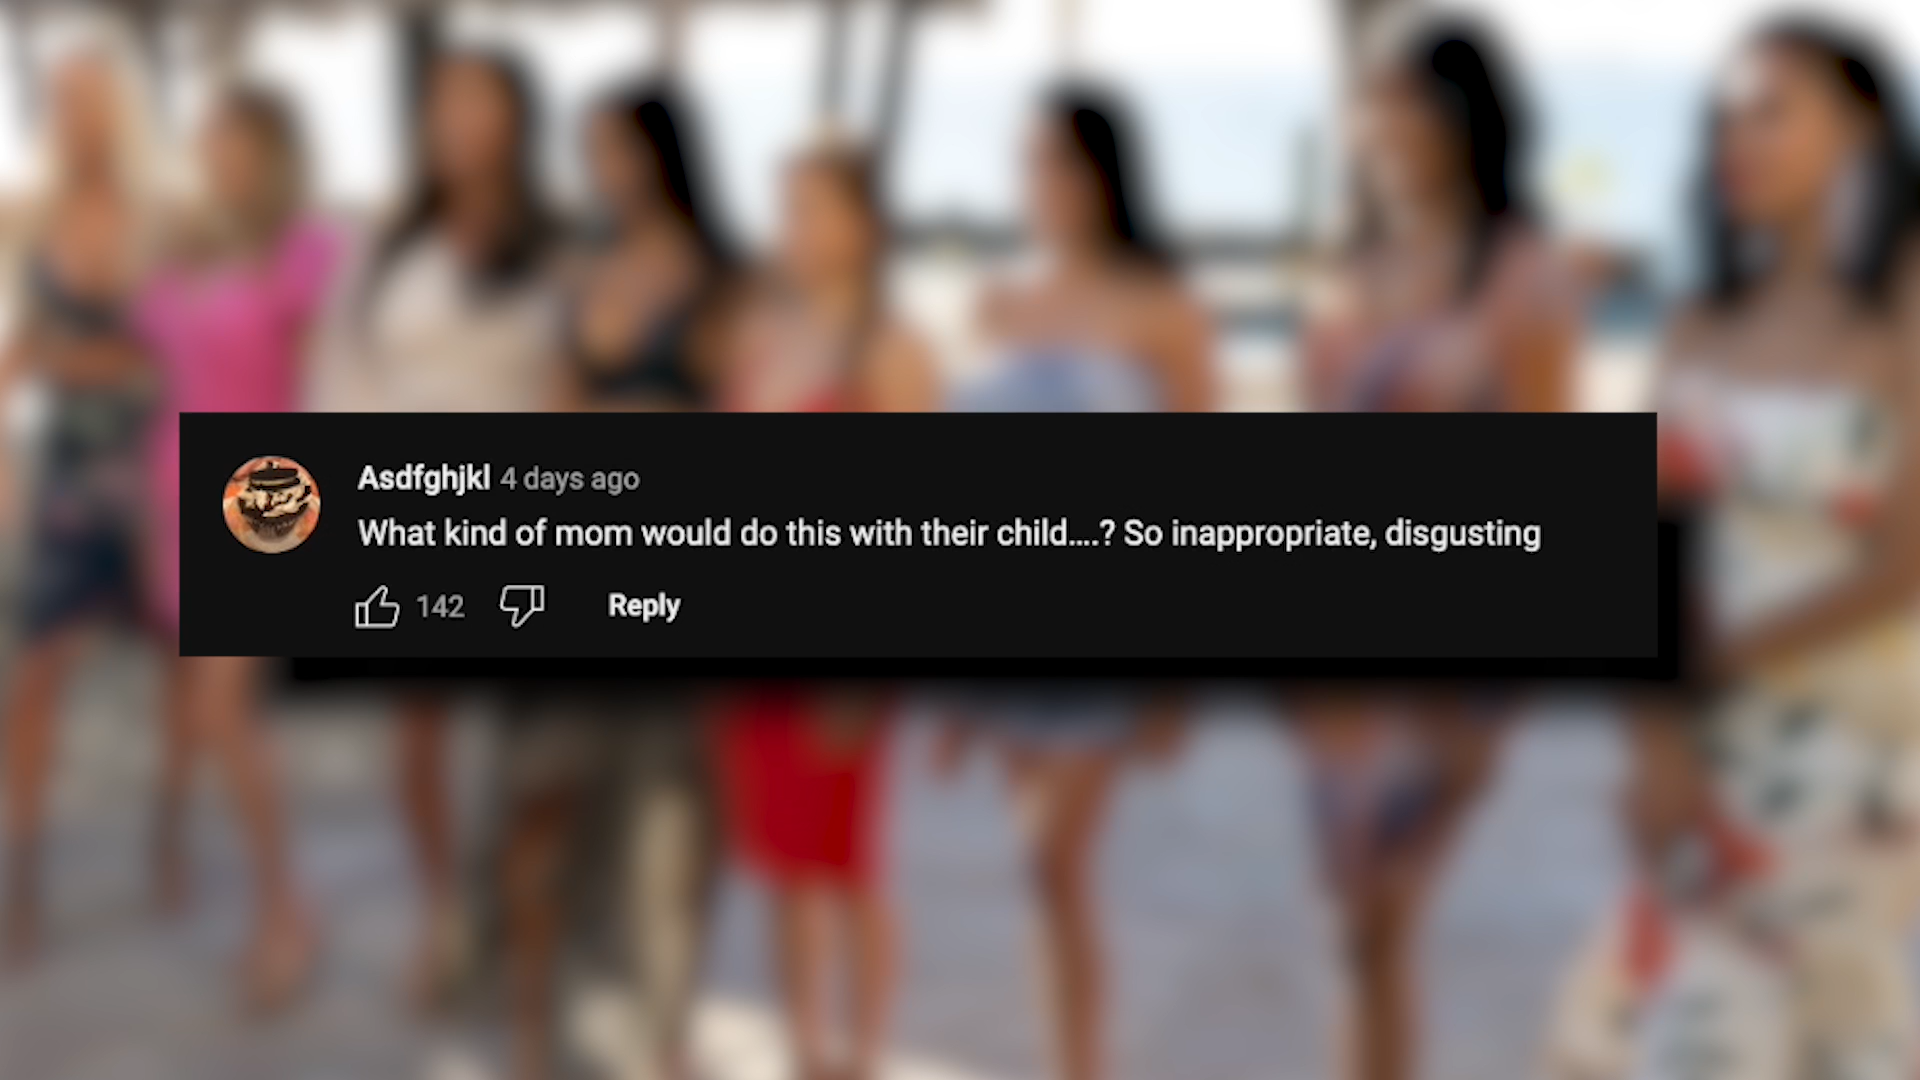 Asdfghjkl 4 days ago
What kind of mom would do this with their child....? So inappropriate, disgusting
142 Reply